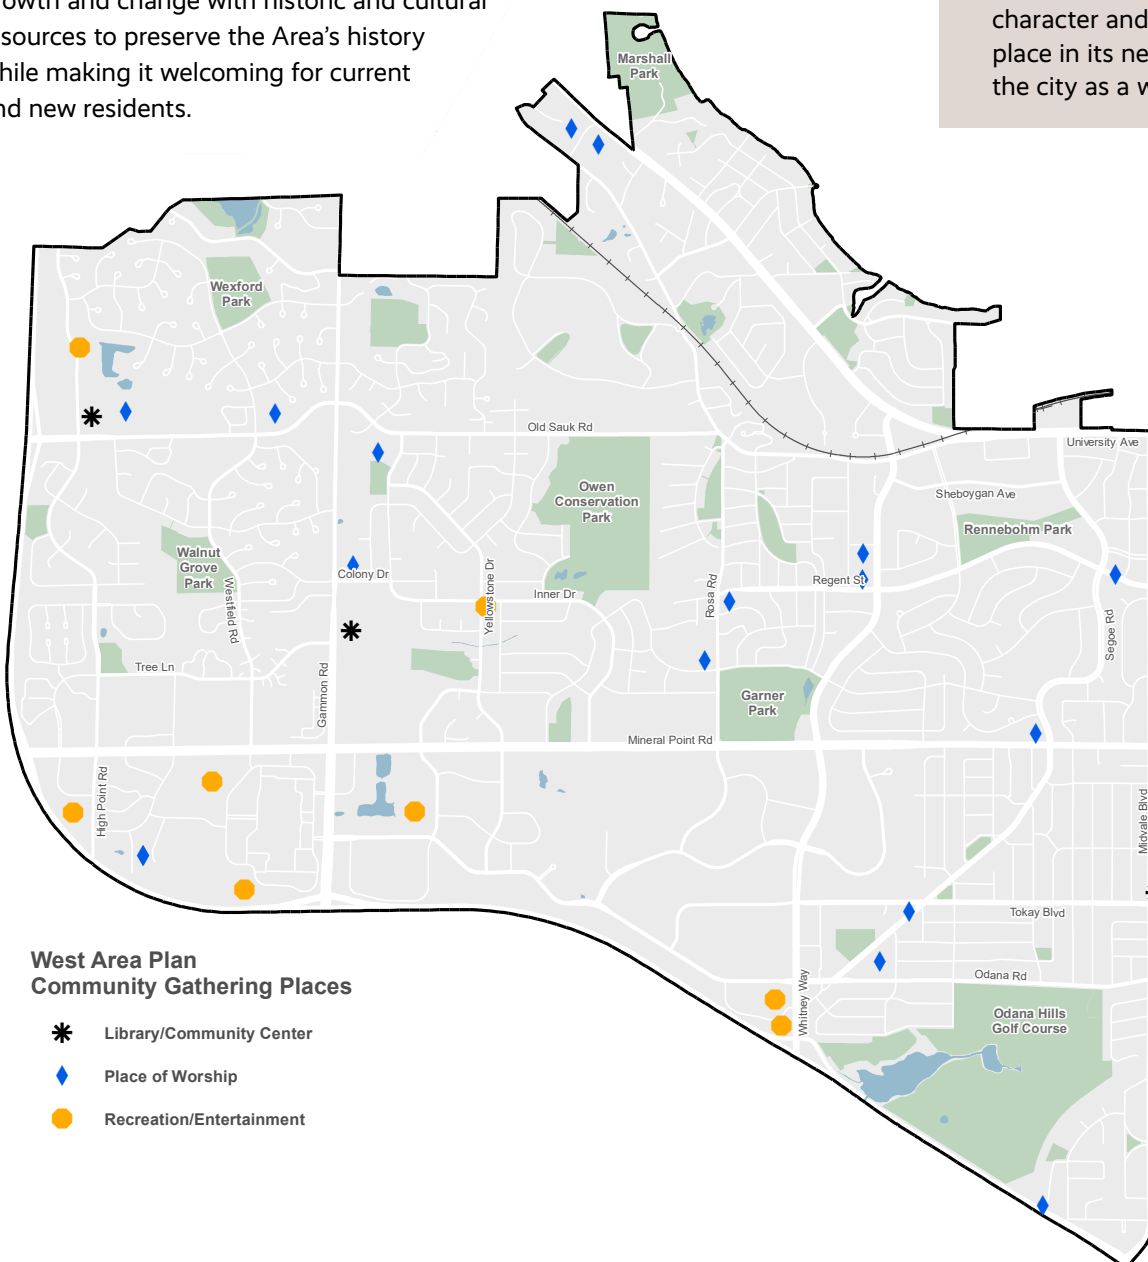 owth and change with historic and cultural
sources to preserve the Area's history
hile making it welcoming for current
nd new residents.
character and
place in its ne
the city as a w
Marshall
Park
Wexford
Park
Old Sauk Rd
University Ave
Owen
Conservation
Park
Sheboygan Ave
Rennebohm Park
Walnut
Grove
Park
Westfield Rd
Colony Dr
Yellowstone Dr
Inner Dr
Rosa Rd
Regent St
Segoe Rd
Tree Ln
Gammon Rd
Garner
Park
Mineral Point Rd
High Point Rd
Midvale Blvd
Tokay Blvd
Odana Rd
Whitney Way
Odana Hills
Golf Course
West Area Plan
Community Gathering Places
Library/Community Center
Place of Worship
Recreation/Entertainment